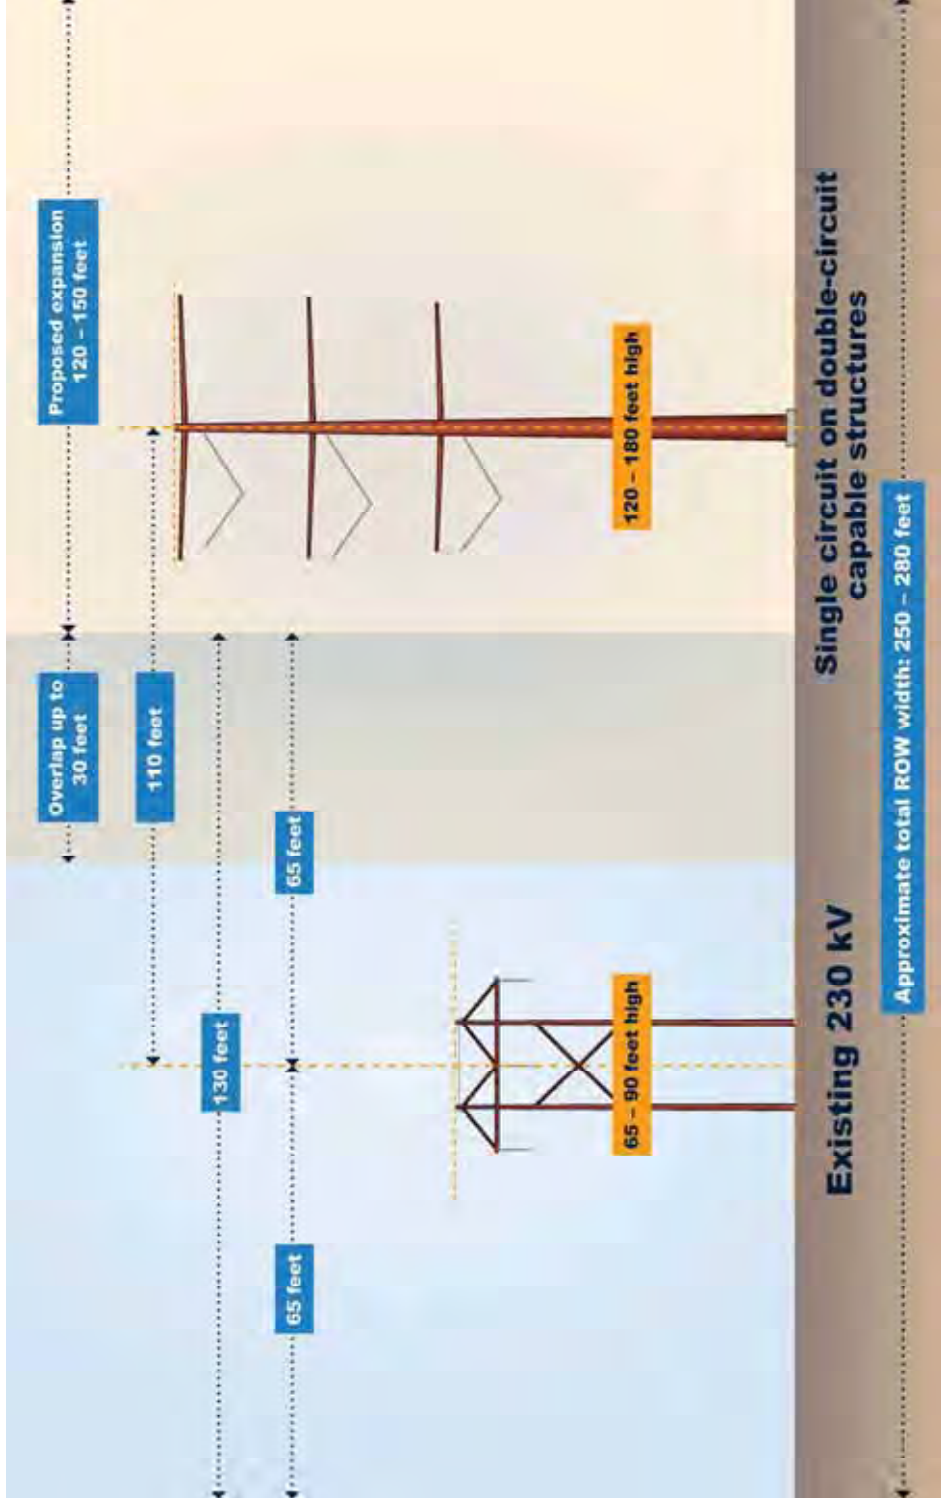 130 feet
65 feet
65 feet
110 feet
Overlap up to
30 feet
Proposed expansion
120 – 150 feet
65 – 90 feet high
120 – 180 feet high
Existing 230 kV
Single circuit on double-circuit
capable structures
Approximate total ROW width: 250 – 280 feet